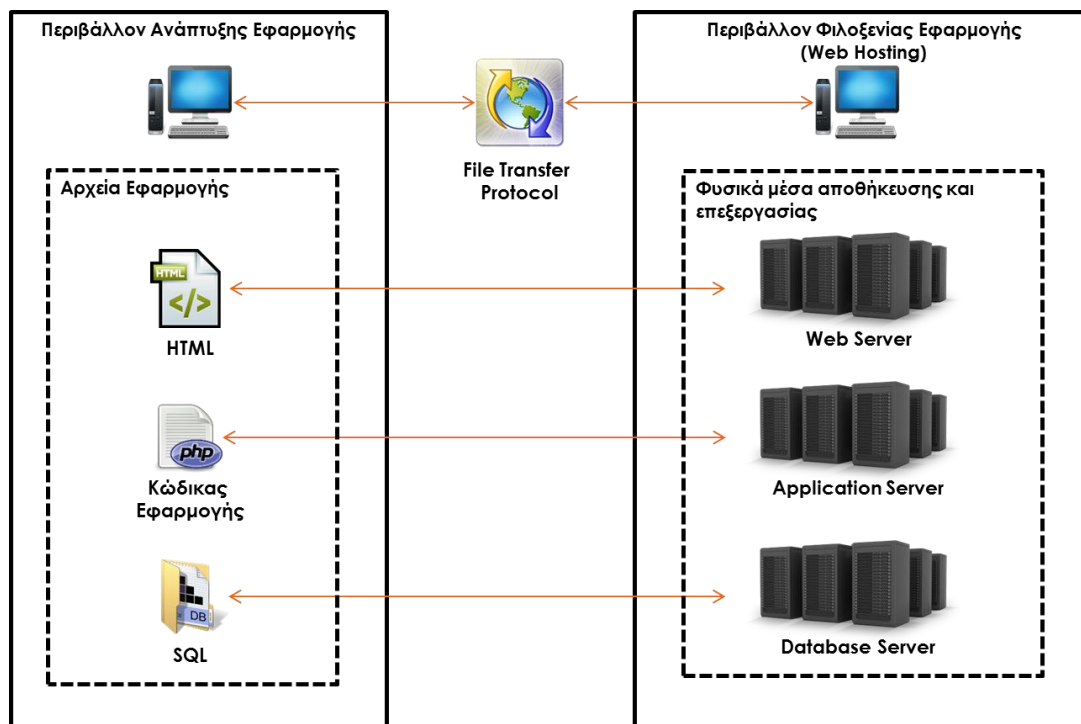 Περιβάλλον Ανάπτυξης Εφαρμογής
Περιβάλλον Φιλοξενίας Εφαρμογής
(Web Hosting)
File Transfer
Protocol
Αρχεία Εφαρμογής
Φυσικά μέσα αποθήκευσης και
επεξεργασίας
HTML
</>
HTML
Web Server
php
Κώδικας
Εφαρμογής
Application Server
DB
SQL
Database Server